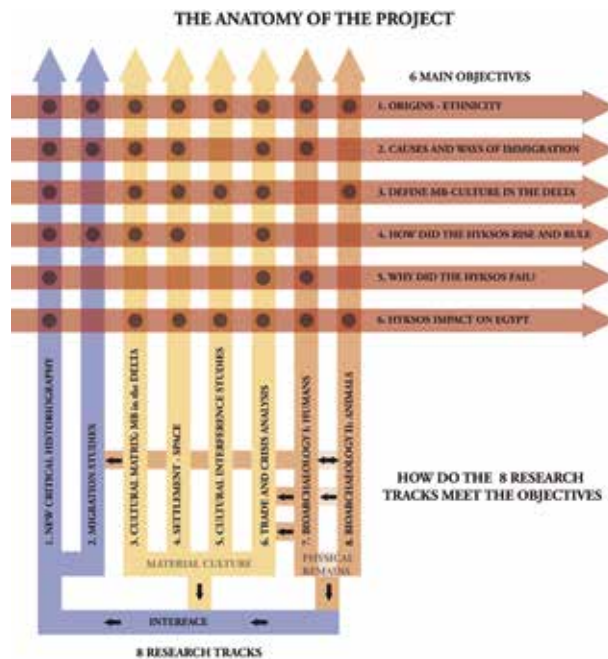 THE ANATOMY OF THE PROJECT
6 MAIN OBJECTIVES
1. ORIGINS - ETHNICITY
2. CAUSES AND WAYS OF IMMIGRATION
3. DEFINE MB-CULTURE IN THE DELTA
4. HOW DID THE HYKSOS RISE AND RULE
5. WHY DID THE HYKSOS FAIL?
6. HYKSOS IMPACT ON EGYPT
1. NEW CRITICAL HISTORIOGRAPHY
2. MIGRATION STUDIES
3. CULTURAL MATRIX: MB in the DELTA
4. SETTLEMENT - SPACE
5. CULTURAL INTERFERENCE STUDIES
6. TRADE AND CRISIS ANALYSIS
7. BIOARCHAEOLOGY I: HUMANS
8. BIOARCHAEOLOGY II: ANIMALS
HOW DO THE 8 RESEARCH
TRACKS MEET THE OBJECTIVES
MATERIAL CULTURE
PHYSICAL
REMAINS
INTERFACE
8 RESEARCH TRACKS